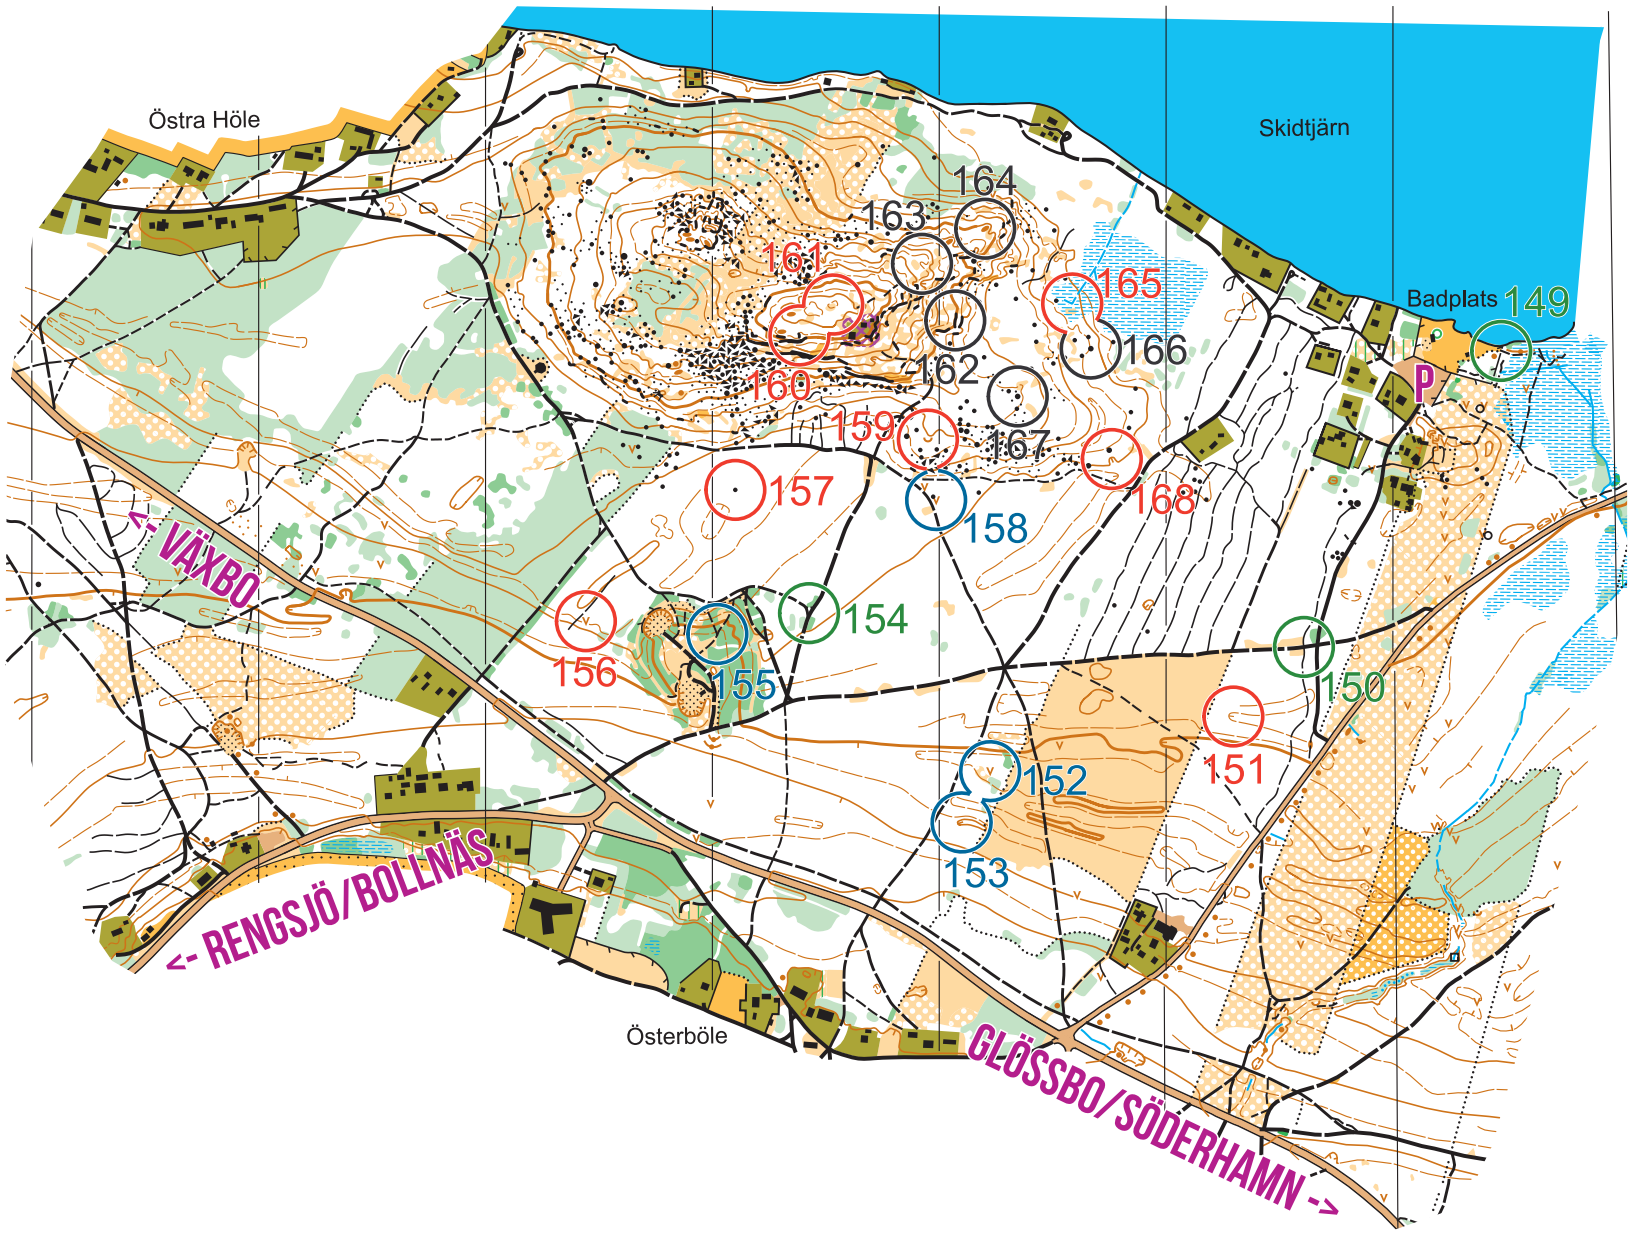 Östra Höle
Skidtjärn
164
163
161
165
Badplats
149
162
166
160
P
159
167
157
168
158
<- VÄXBO
154
156
155
150
151
152
153
<- RENGSJÖ/BOLLNÄS
Österböle
GLÖSSBO/SÖDERHAMN ->